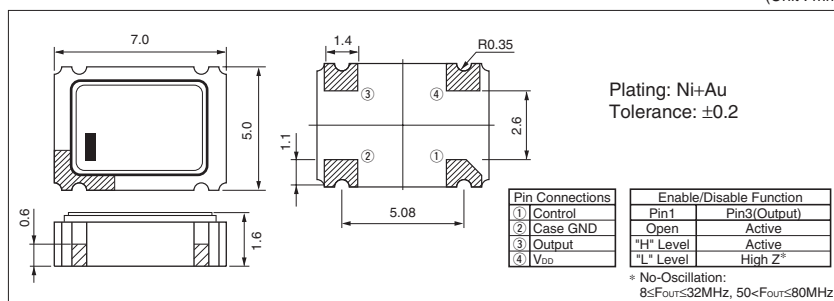 7.0
5.0
0.6
1.6
1.4
R0.35
③
④
②
①
1.1
2.6
5.08
Plating: Ni+Au
Tolerance: ±0.2
Pin Connections
① Control
② Case GND
③ Output
④ VDD
Enable/Disable Function
Pin1 Pin3(Output)
Open Active
"H" Level Active
"L" Level High Z*
* No-Oscillation:
8≤FOUT≤32MHz, 50<FOUT≤80MHz